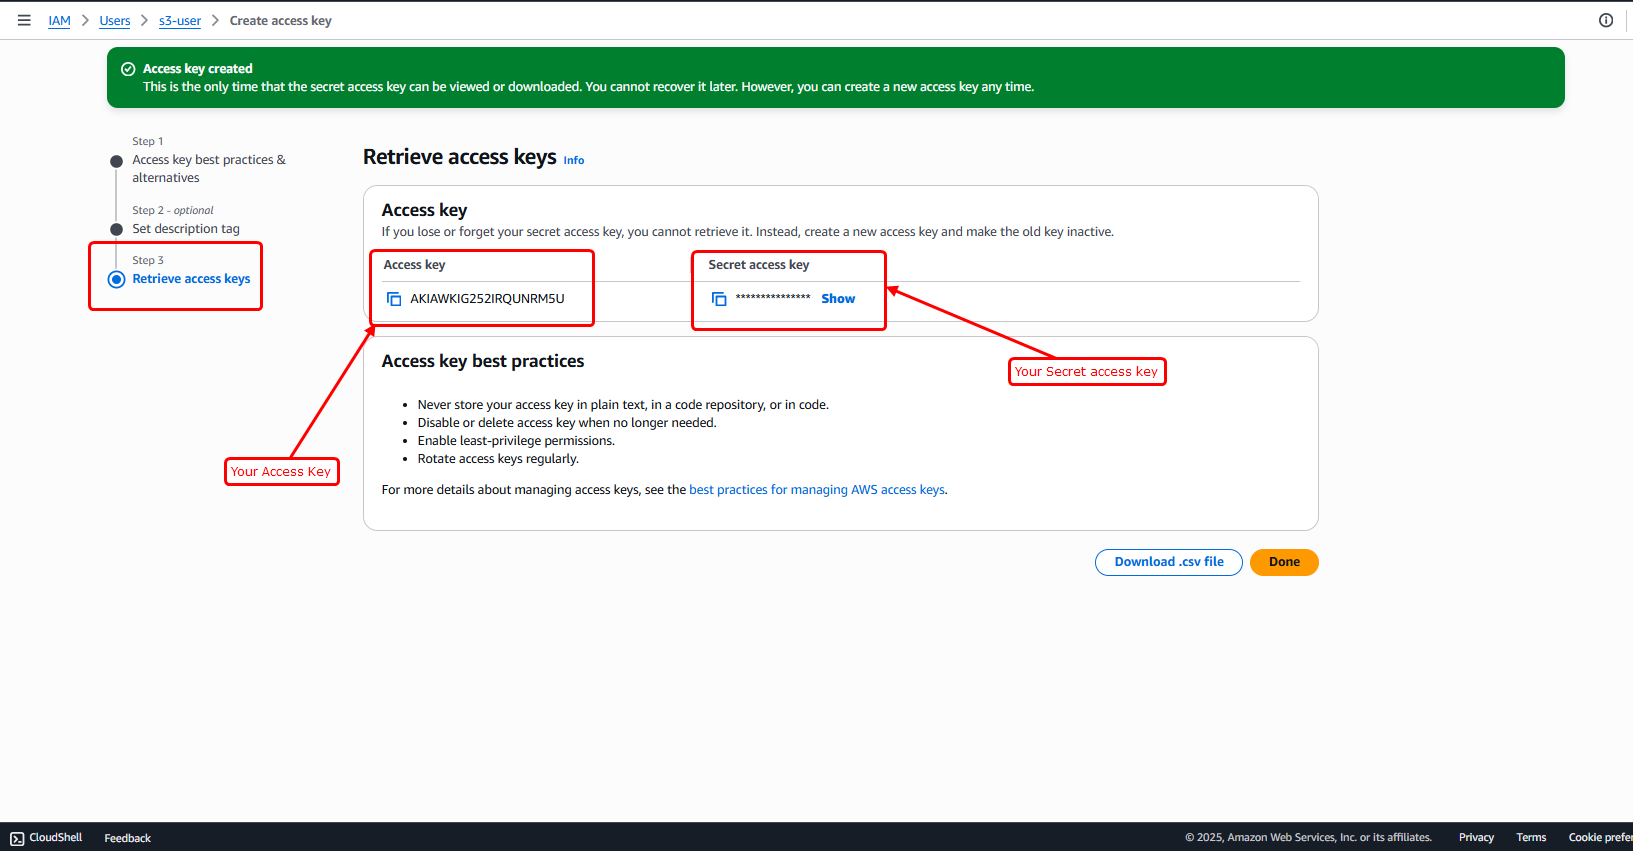 IAM > Users > s3-user > Create access key
Access key created
This is the only time that the secret access key can be viewed or downloaded. You cannot recover it later. However, you can create a new access key any time.
Step 1
Access key best practices &
alternatives
Step 2 - optional
Set description tag
Step 3
Retrieve access keys
Retrieve access keys Info
Access key
If you lose or forget your secret access key, you cannot retrieve it. Instead, create a new access key and make the old key inactive.
Access key Secret access key
AKIAWKIG252IRQUNRM5U *************** Show
Your Secret access key
Access key best practices
• Never store your access key in plain text, in a code repository, or in code.
• Disable or delete access key when no longer needed.
• Enable least-privilege permissions.
• Rotate access keys regularly.
Your Access Key
For more details about managing access keys, see the best practices for managing AWS access keys.
Download .csv file Done
CloudShell Feedback © 2025, Amazon Web Services, Inc. or its affiliates. Privacy Terms Cookie prefer